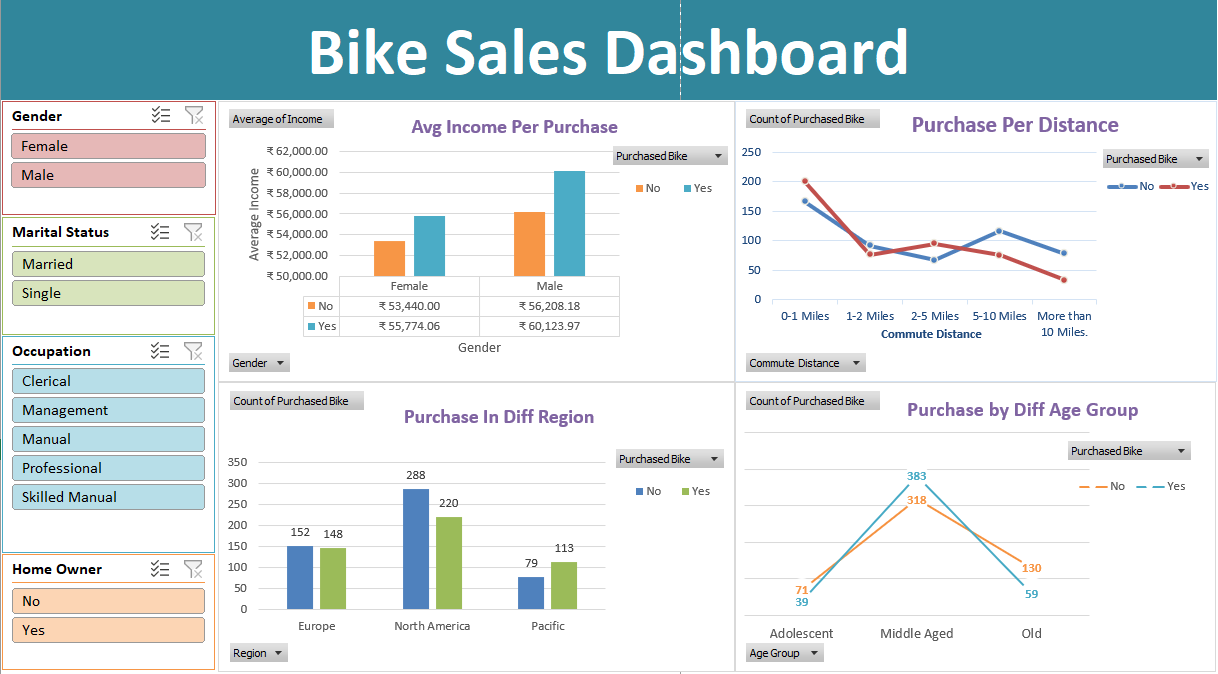 Bike Sales Dashboard
Gender
Female
Male
Marital Status
Married
Single
Occupation
Clerical
Management
Manual
Professional
Skilled Manual
Home Owner
No
Yes
Average of Income
Avg Income Per Purchase
Purchased Bike
No Yes
Average Income
₹ 62,000.00
₹ 60,000.00
₹ 58,000.00
₹ 56,000.00
₹ 54,000.00
₹ 52,000.00
₹ 50,000.00
Female Male
No ₹ 53,440.00 ₹ 56,208.18
Yes ₹ 55,774.06 ₹ 60,123.97
Gender
Gender
Count of Purchased Bike
Purchase Per Distance
Purchased Bike
No Yes
250
200
150
100
50
0
0-1 Miles 1-2 Miles 2-5 Miles 5-10 Miles More than
10 Miles.
Commute Distance
Commute Distance
Count of Purchased Bike
Purchase In Diff Region
Purchased Bike
No Yes
350
300
250
200
150
100
50
0
152 148
288 220
79 113
Europe North America Pacific
Region
Count of Purchased Bike
Purchase by Diff Age Group
Purchased Bike
No Yes
383
318
71
39
130
59
Adolescent Middle Aged Old
Age Group